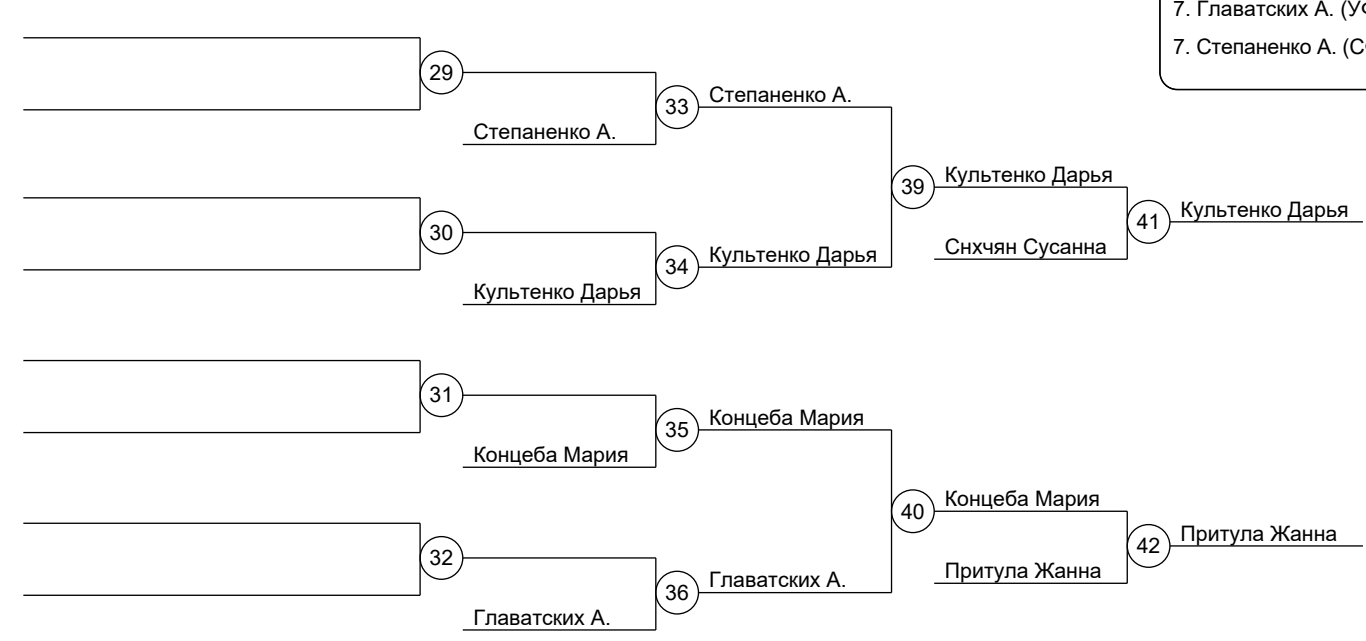 7. Главатских А. (УФ
7. Степаненко А. (С
29
Степаненко А.
33
Степаненко А.
30
Культенко Дарья
34
Культенко Дарья
39
Культенко Дарья
Снхчян Сусанна
41
Культенко Дарья
31
Концеба Мария
35
Концеба Мария
32
Главатских А.
36
Главатских А.
40
Концеба Мария
Притула Жанна
42
Притула Жанна